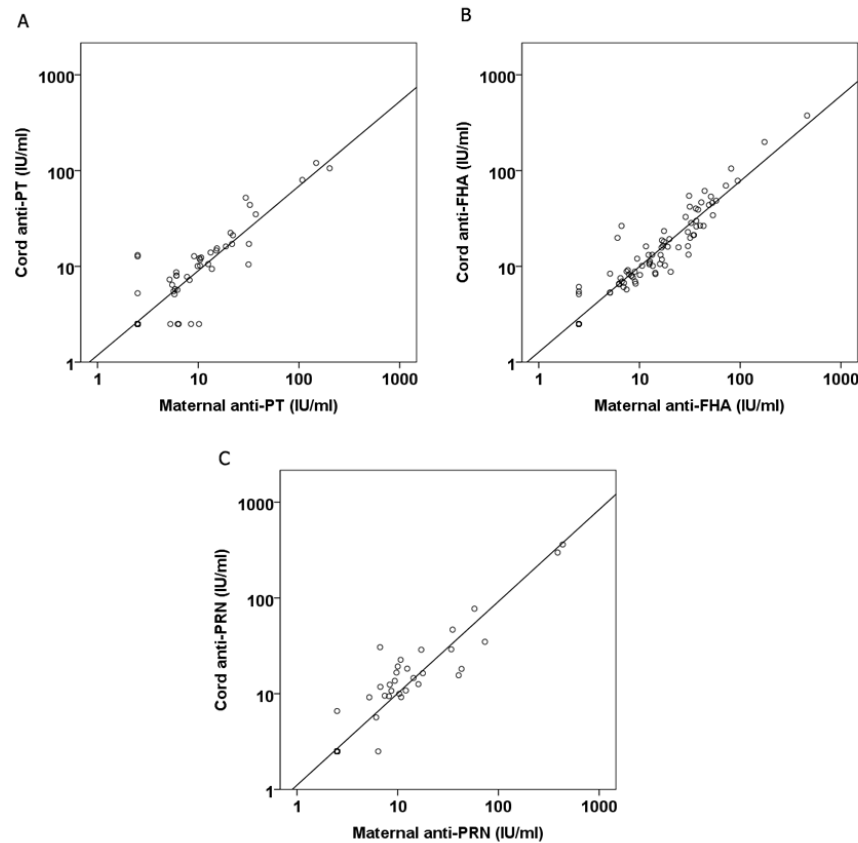 A
Cord anti-PT (IU/ml)
1000
100
10
1
1 10 100 1000
Maternal anti-PT (IU/ml)
B
Cord anti-FHA (IU/ml)
1000
100
10
1
1 10 100 1000
Maternal anti-FHA (IU/ml)
C
Cord anti-PRN (IU/ml)
1000
100
10
1
1 10 100 1000
Maternal anti-PRN (IU/ml)